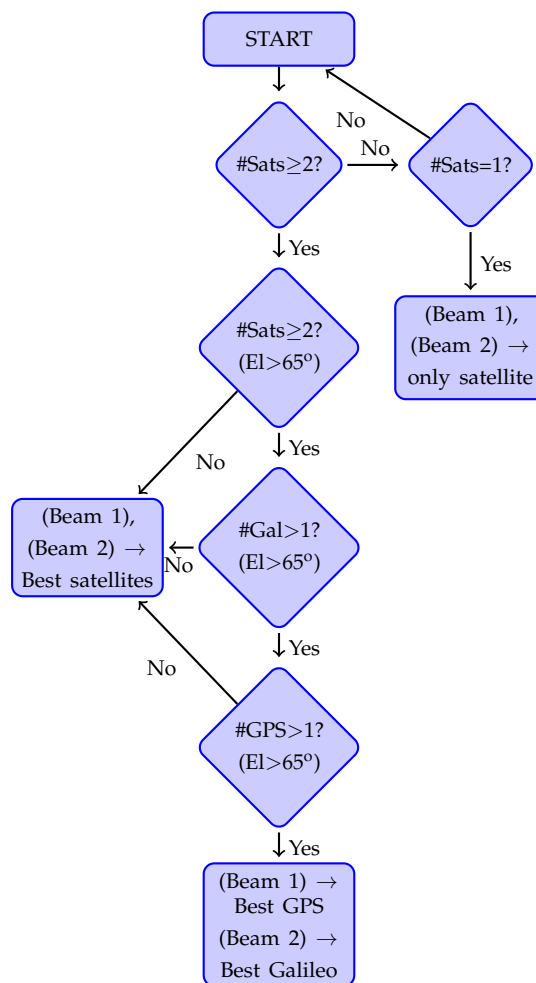 START
No
#Sats≥2?
No
#Sats=1?
Yes
Yes
(Beam 1),
(Beam 2) →
only satellite
#Sats≥2?
(El>65º)
No
Yes
(Beam 1),
(Beam 2) →
Best satellites
No
#Gal>1?
(El>65º)
No
Yes
#GPS>1?
(El>65º)
Yes
(Beam 1) →
Best GPS
(Beam 2) →
Best Galileo